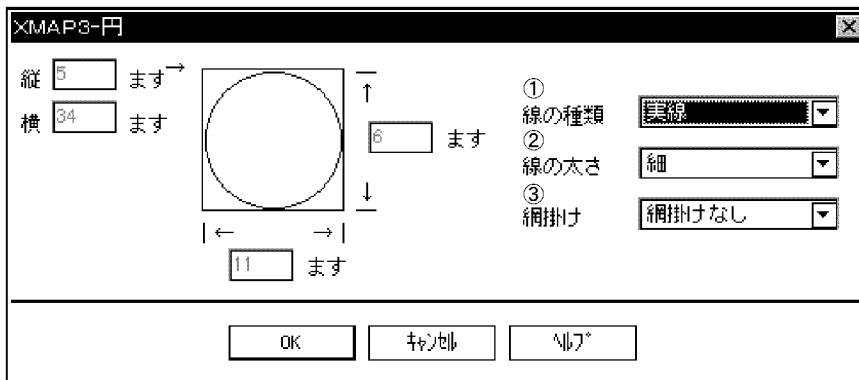 XMAP3-円
縦 5 ます→
横 34 ます
6 ます
11 ます
①
線の種類 実線
②
線の太さ 細
③
網掛け 網掛けなし
OK ｷｬﾝｾﾙ ﾍﾙﾌﾟ